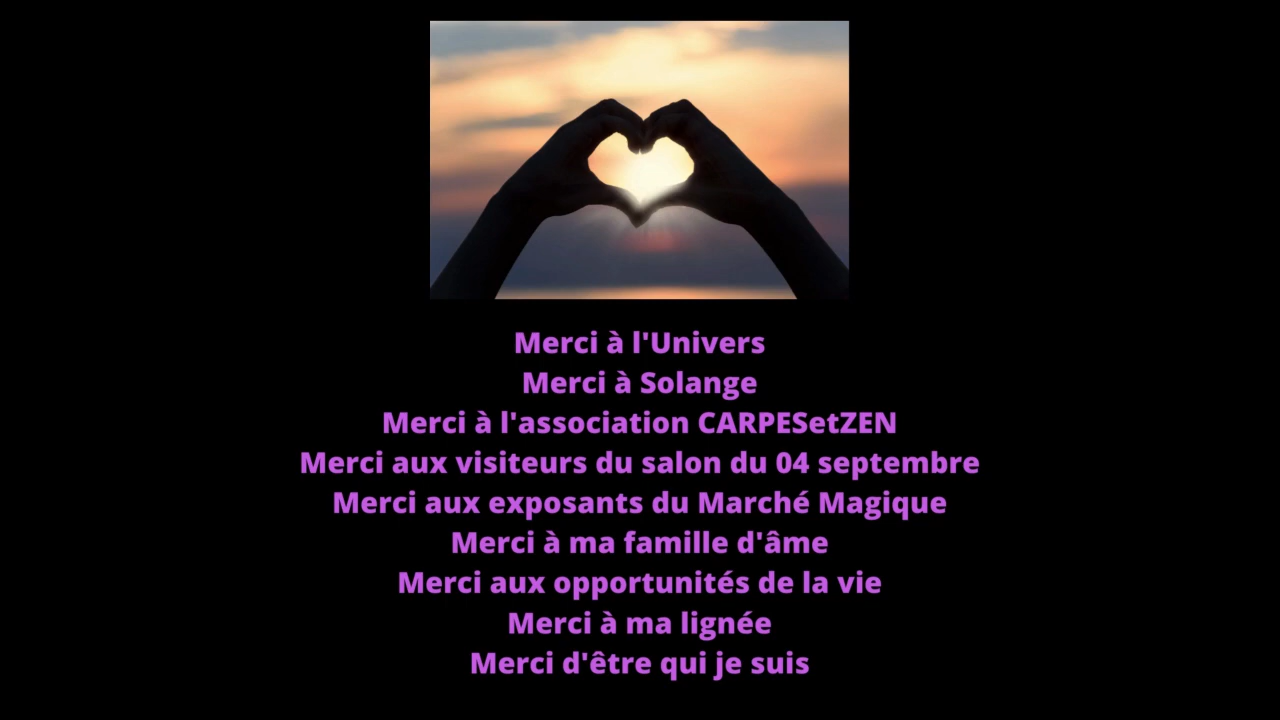 Merci à l'Univers
Merci à Solange
Merci à l'association CARPESetZEN
Merci aux visiteurs du salon du 04 septembre
Merci aux exposants du Marché Magique
Merci à ma famille d'âme
Merci aux opportunités de la vie
Merci à ma lignée
Merci d'être qui je suis